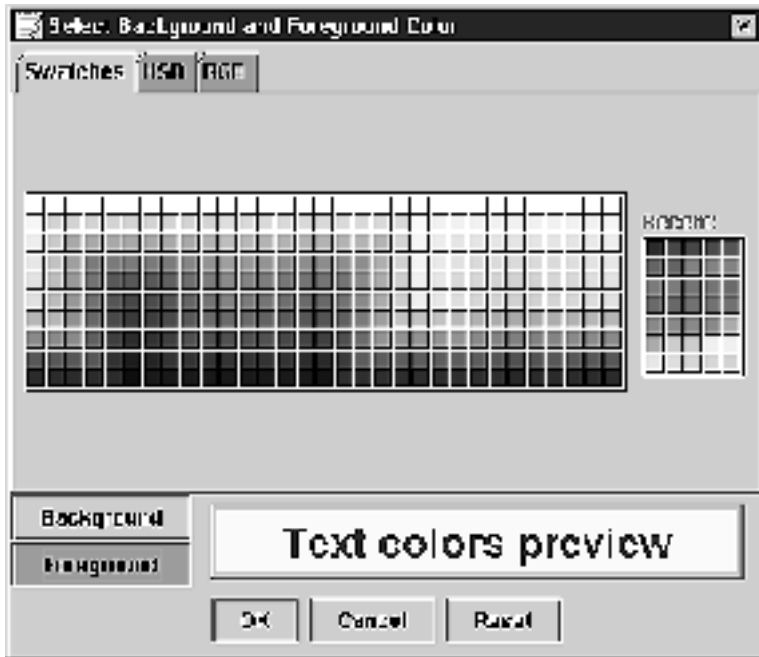 Select Background and Foreground Color
Swatches HSB RGB
Recent:
Background
Foreground
Text colors preview
OK Cancel Reset